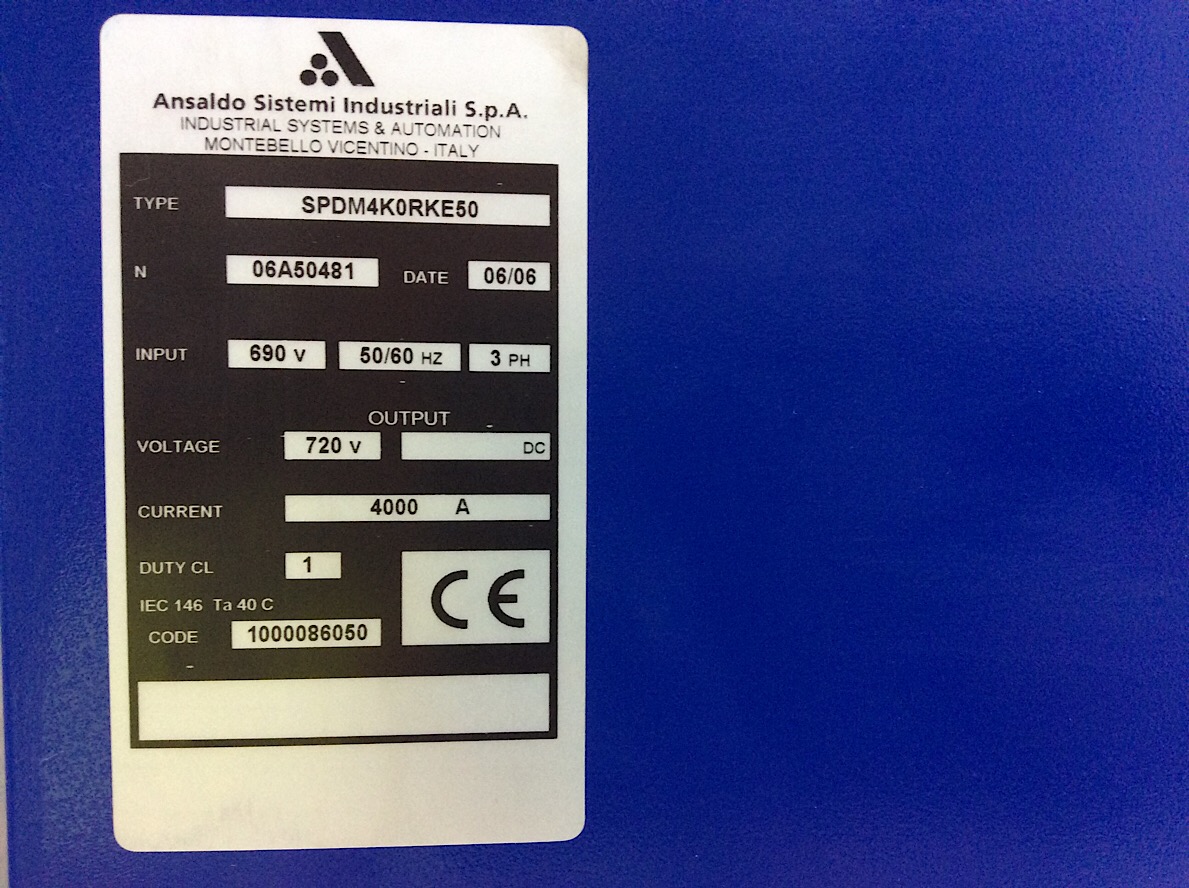 Ansaldo Sistemi Industriali S.p.A.
INDUSTRIAL SYSTEMS & AUTOMATION
MONTEBELLO VICENTINO - ITALY
TYPE SPDM4K0RKE50
N 06A50481 DATE 06/06
INPUT 690 V 50/60 HZ 3 PH
OUTPUT
VOLTAGE 720 V DC
CURRENT 4000 A
DUTY CL 1
IEC 146 Ta 40 C
CODE 1000086050
CE